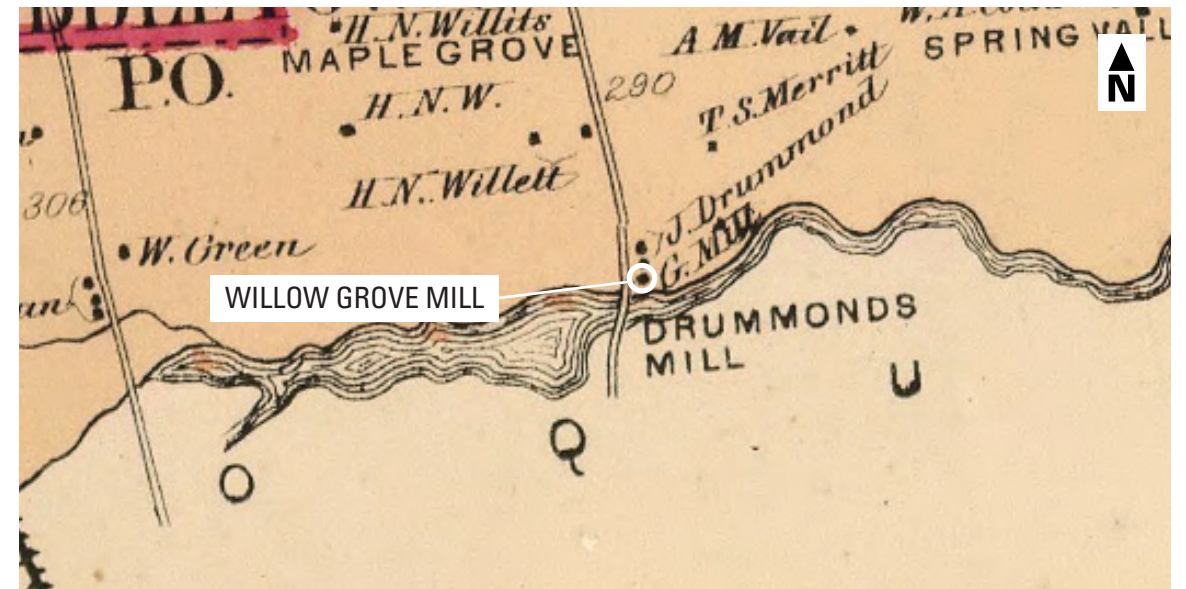 H.N. Willits
MAPLE GROVE
P.O.
A M. Vail
SPRING VALL
N
H.N.W.
290
T.S. Merritt
H.N. Willett
306
J. Drummond
W. Green
G. Mill
WILLOW GROVE MILL
DRUMMONDS
MILL
U
Q
O